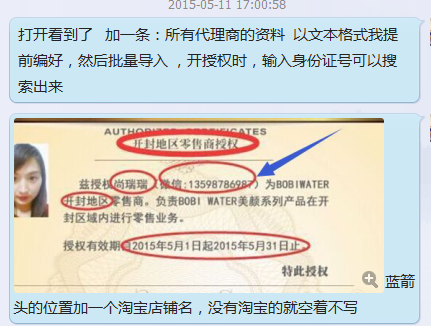 2015-05-11 17:00:58
打开看到了 加一条：所有代理商的资料 以文本格式我提
前编好，然后批量导入 ，开授权时，输入身份证号可以搜
索出来
AUTHORIZED CERTIFICATES
开封地区零售商授权
兹授权尚瑞瑞（微信:13598786987）为BOBIWATER
开封地区零售商。负责BOBI WATER美颜系列产品在开
封区域内进行零售业务。
授权有效期自2015年5月1日起2015年5月31日止。
特此授权
蓝箭
头的位置加一个淘宝店铺名，没有淘宝的就空着不写